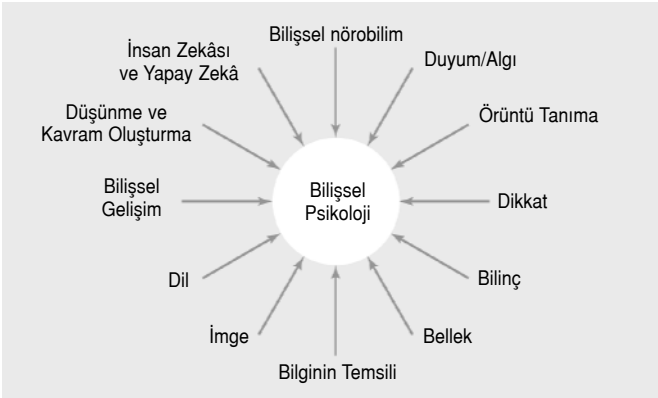 Bilişsel nörobilim
İnsan Zekâsı
ve Yapay Zekâ
Duyum/Algı
Düşünme ve
Kavram Oluşturma
Örüntü Tanıma
Bilişsel
Gelişim
Bilişsel
Psikoloji
Dikkat
Dil
Bilinç
İmge
Bellek
Bilginin Temsili